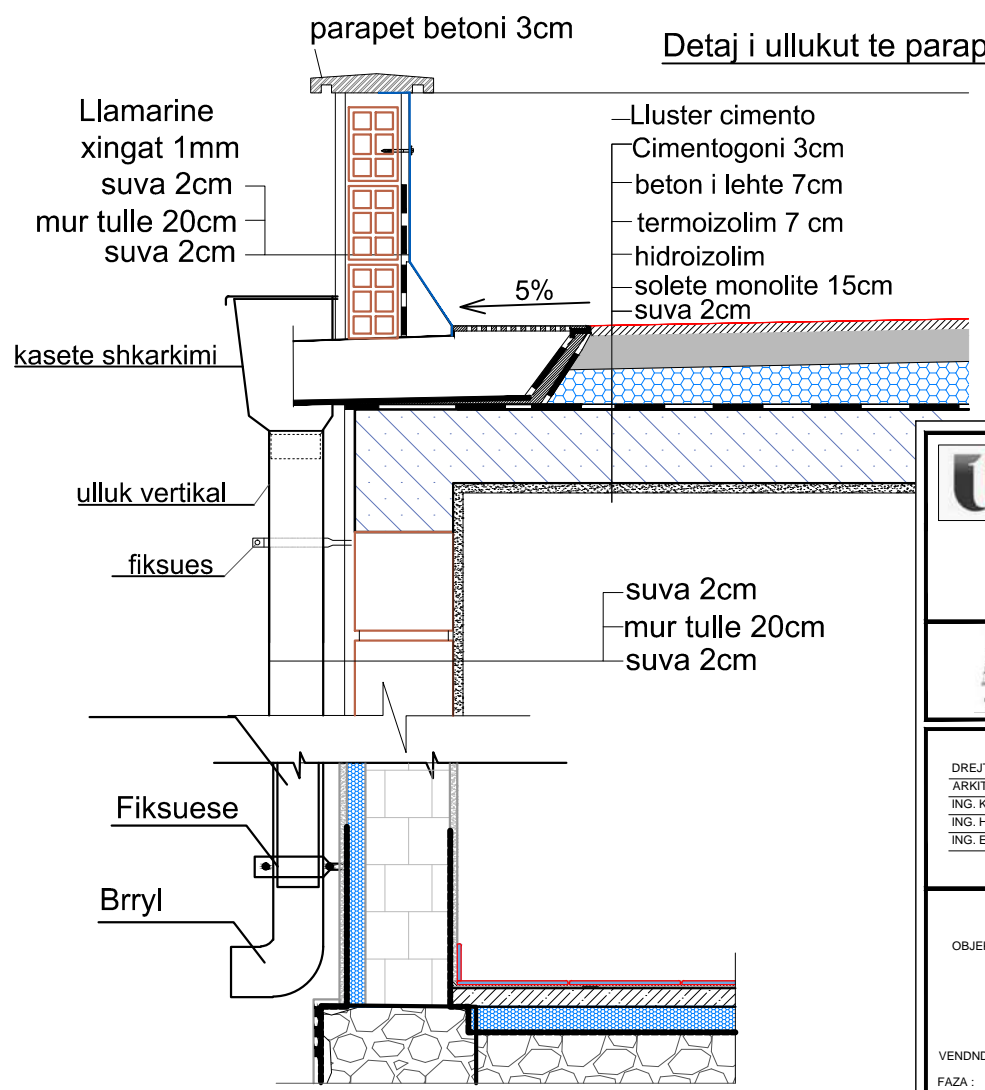 parapet betoni 3cm
Detaj i ullukut te parap
Llamarine
xingat 1mm
suva 2cm
mur tulle 20cm
suva 2cm
Lluster cimento
Cimentogoni 3cm
beton i lehte 7cm
termoizolim 7 cm
hidroizolim
solete monolite 15cm
suva 2cm
5%
kasete shkarkimi
ulluk vertikal
fiksues
suva 2cm
mur tulle 20cm
suva 2cm
Fiksuese
Brryl
DREJT
ARKIT
ING. K
ING. H
ING. E
OBJE
VENDN
FAZA :